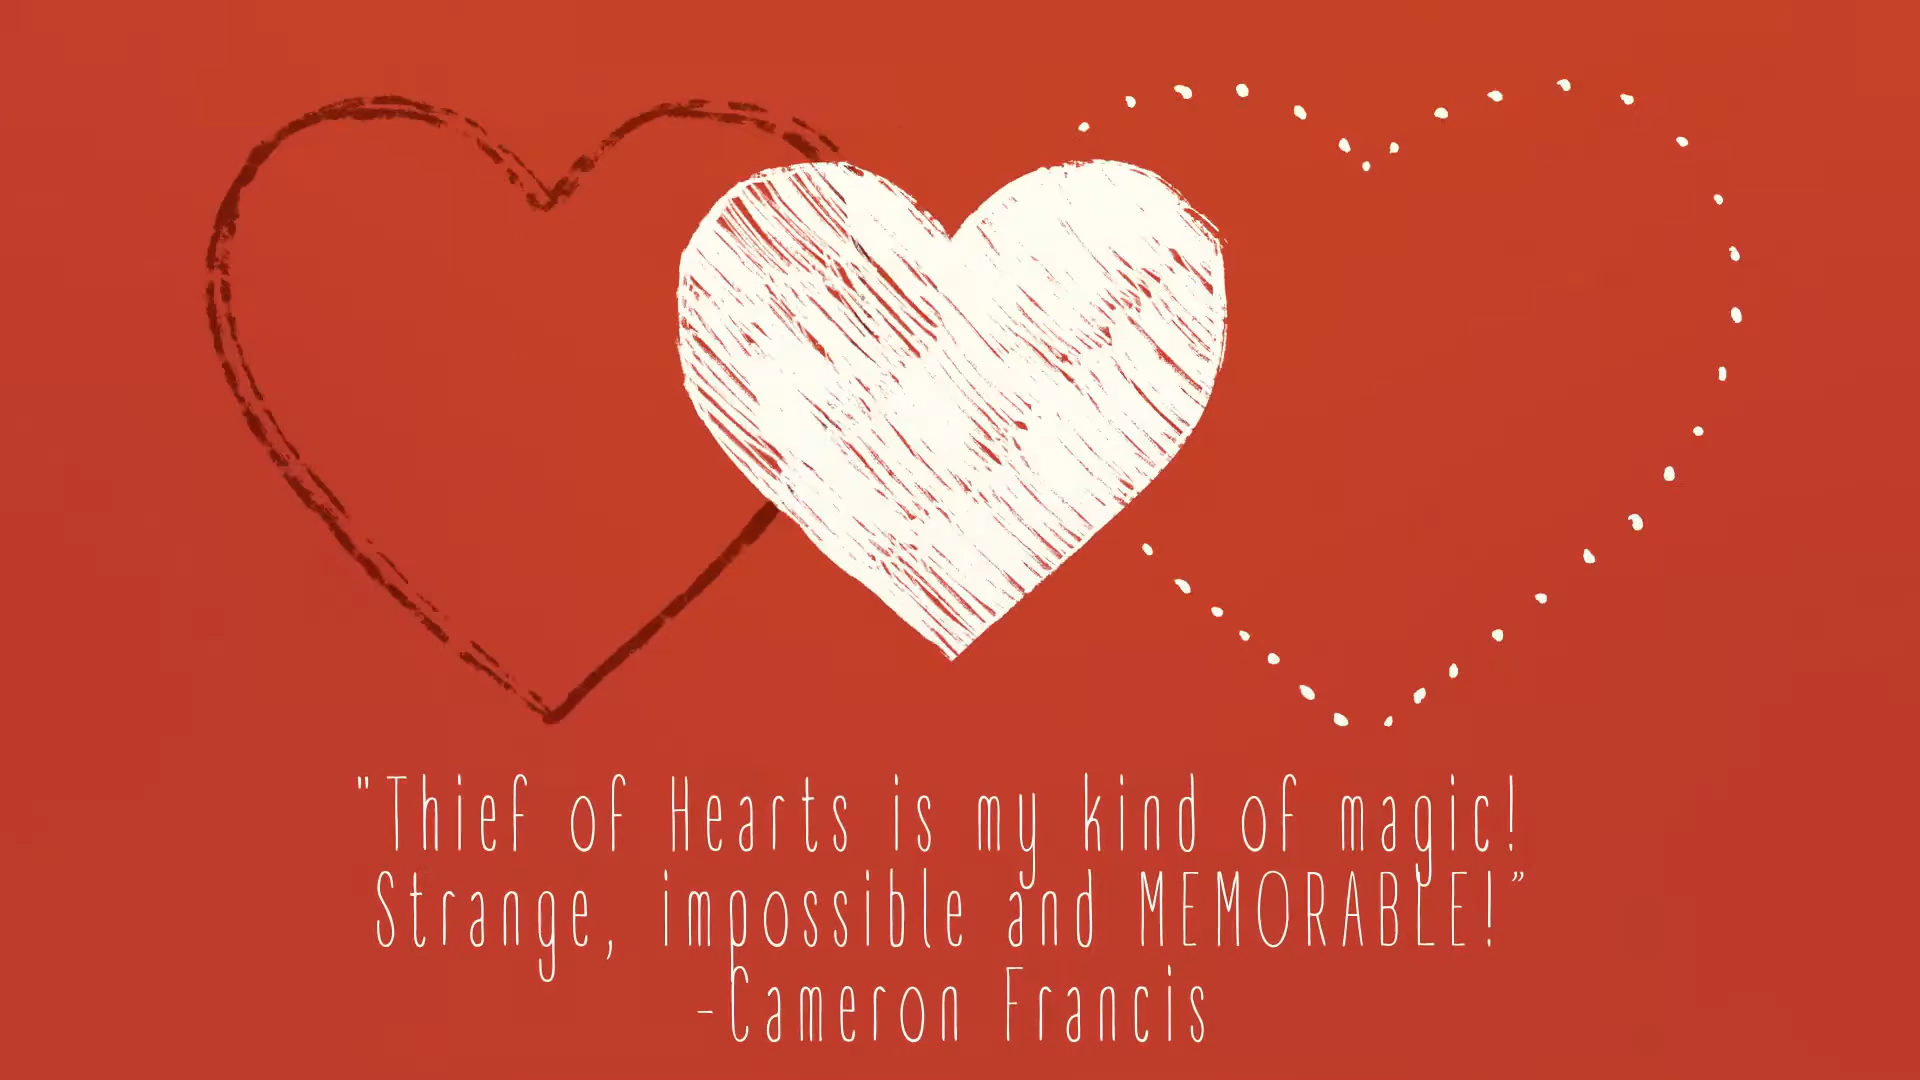 "Thief of Hearts is my kind of magic!
Strange, impossible and MEMORABLE!”
-Cameron Francis